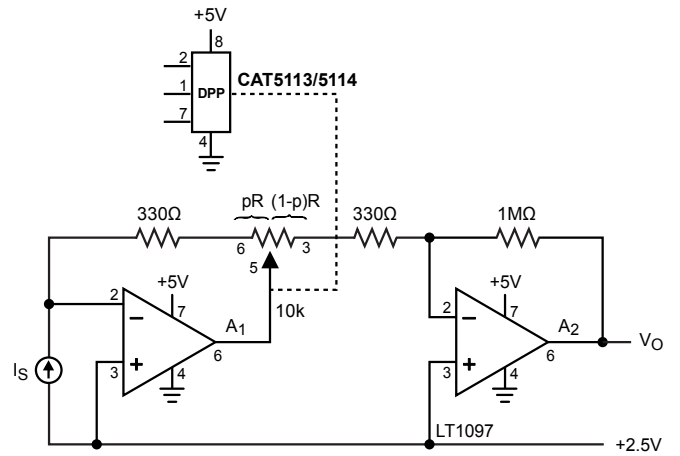 +5V
8
2
CAT5113/5114
1
DPP
7
4
pR (1-p)R
330Ω
330Ω
1MΩ
6
3
5
+5V
+5V
2
7
A1
10k
2
7
A2
–
–
+
+
6
6
VO
3
4
3
4
IS
LT1097
+2.5V